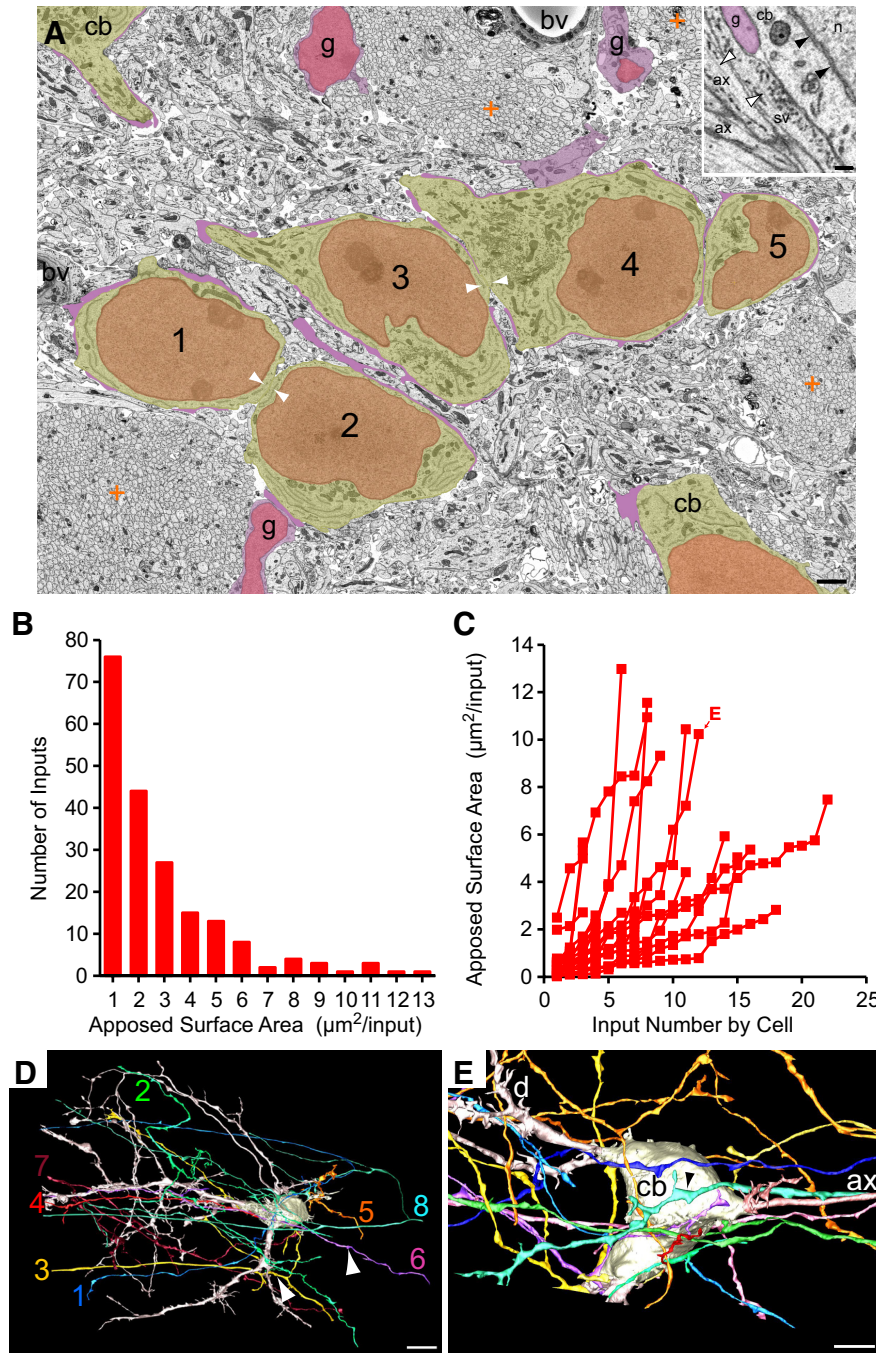 A
cb
g
bv
g
g
cb
n
ax
ax
sv
bv
1
2
3
4
5
g
cb
B
Number of Inputs
80
70
60
50
40
30
20
10
0
1 2 3 4 5 6 7 8 9 10 11 12 13
Apposed Surface Area (μm²/input)
C
Apposed Surface Area (μm²/input)
14
12
10
8
6
4
2
0
E
0 5 10 15 20 25
Input Number by Cell
D
2
7
4
3
1
5
8
6
E
d
cb
ax